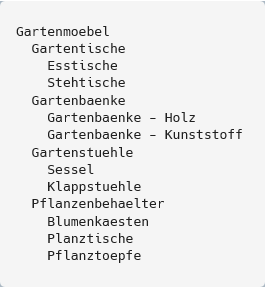 Gartenmoebel
Gartentische
Esstische
Stehtische
Gartenbaenke
Gartenbaenke – Holz
Gartenbaenke – Kunststoff
Gartenstuehle
Sessel
Klappstuehle
Pflanzenbehaelter
Blumenkaesten
Planztische
Pflanztoepfe